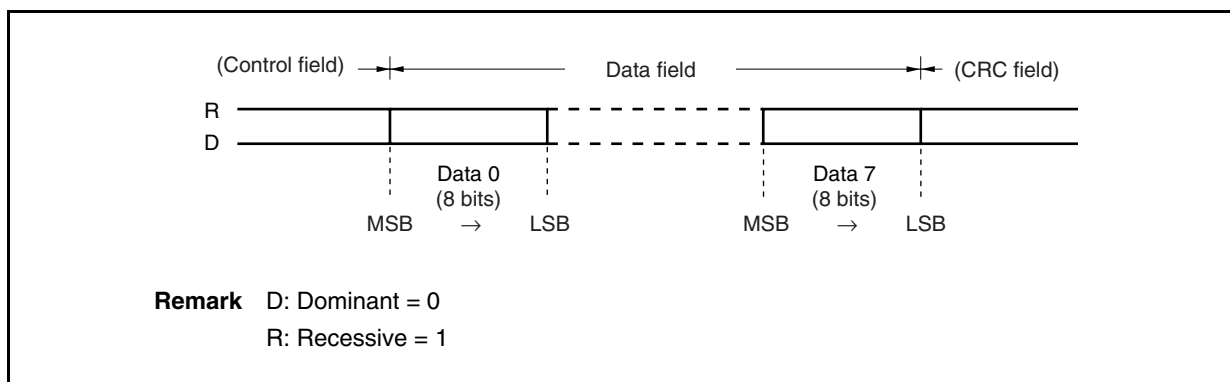 (Control field) Data field (CRC field)
R
D
Data 0 Data 7
(8 bits) (8 bits)
MSB → LSB MSB → LSB
Remark D: Dominant = 0
R: Recessive = 1